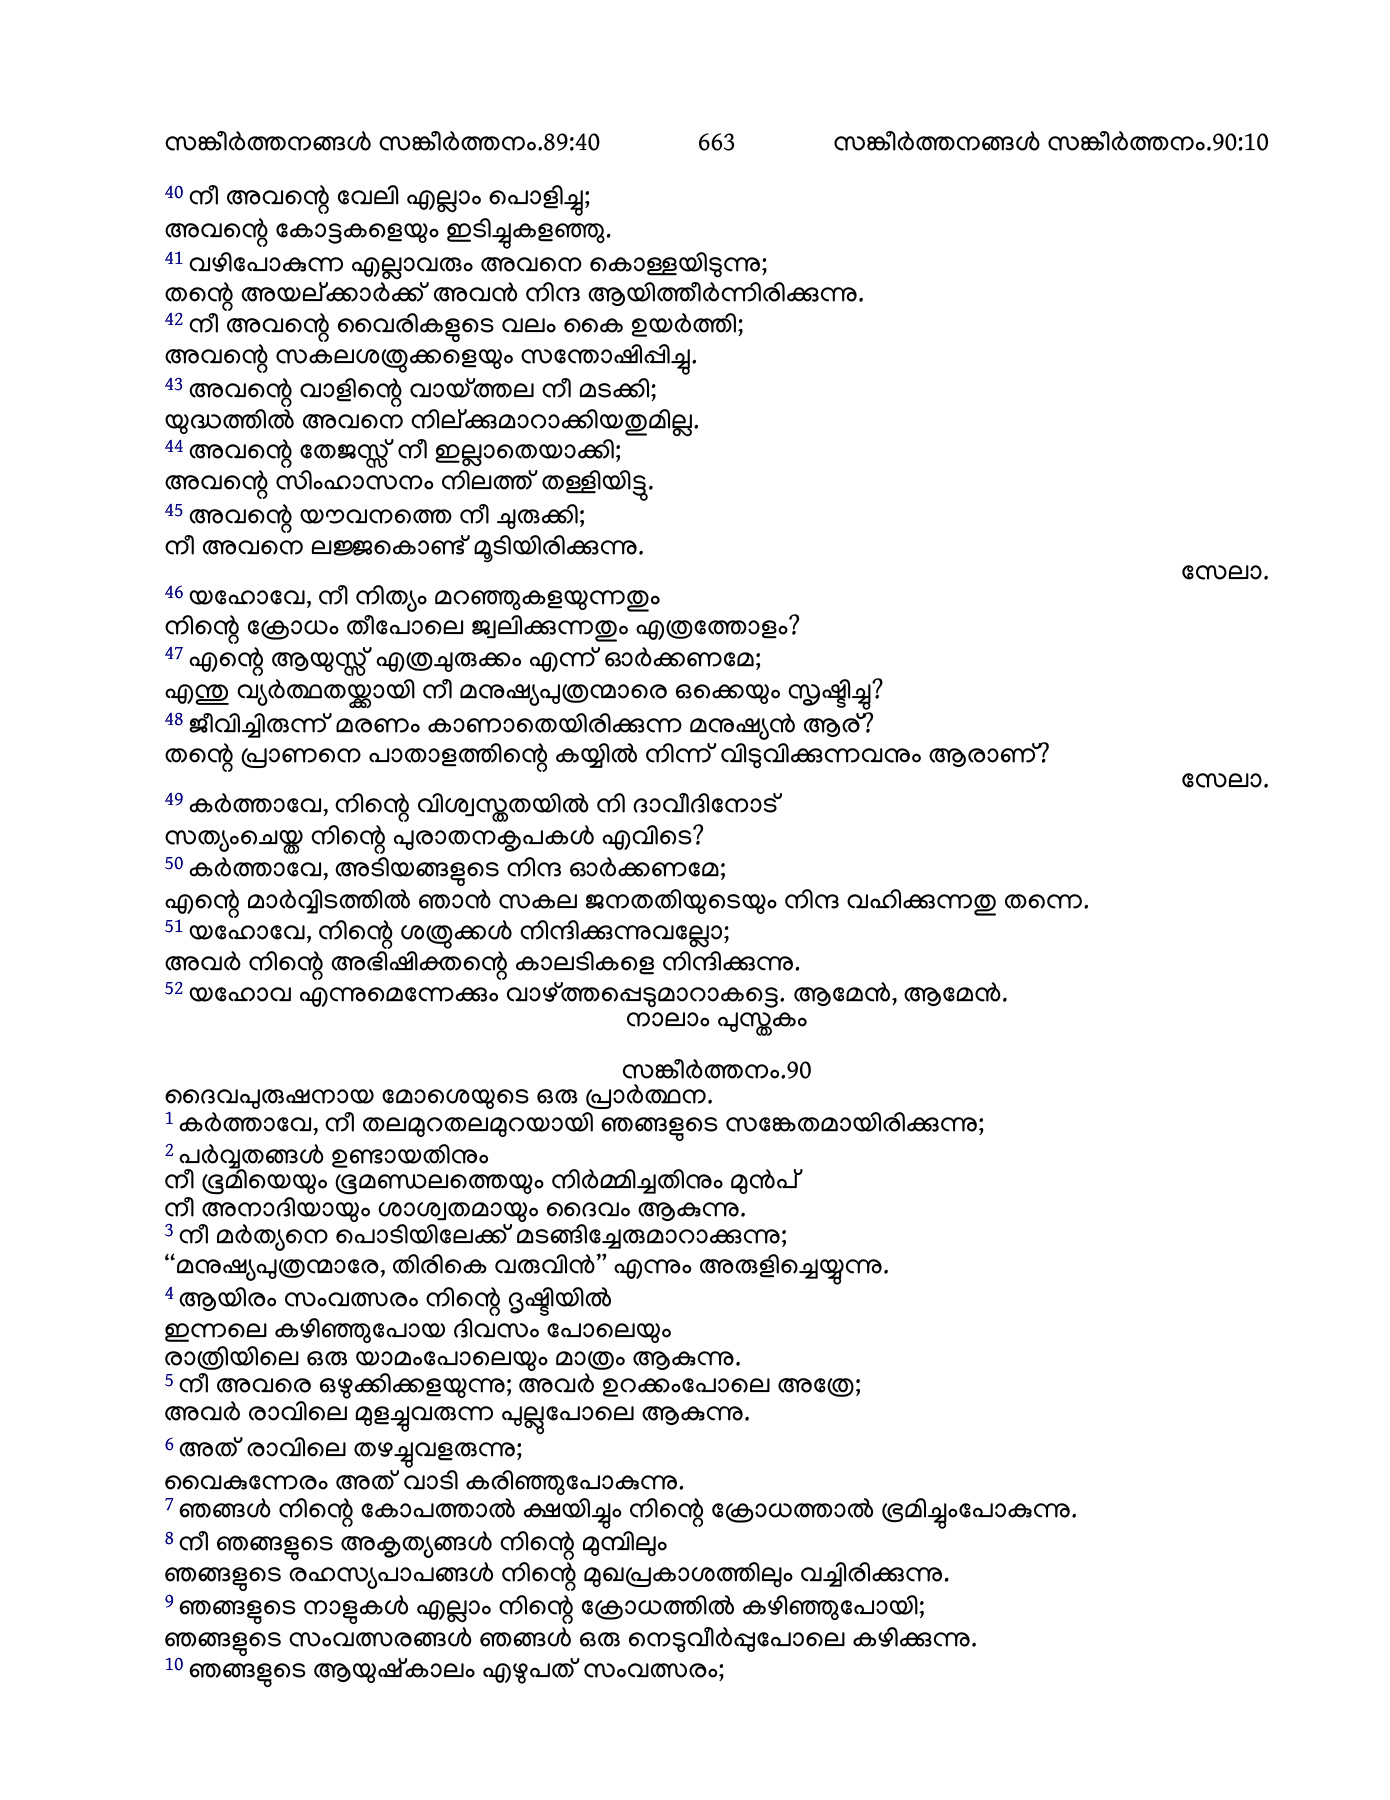 സങ്കീർത്തനങ്ങൾ സങ്കീർത്തനം.89:40 663 സങ്കീർത്തനങ്ങൾ സങ്കീർത്തനം.90:10
40 നീ അവന്റെ വേലി എല്ലാം പൊളിച്ചു;
അവന്റെ കോട്ടകളെയും ഇടിച്ചുകളഞ്ഞു.
41 വഴിപോകുന്ന എല്ലാവരും അവനെ കൊള്ളയിടുന്നു;
തന്റെ അയല്ക്കാർക്ക് അവൻ നിന്ദ ആയിത്തീർന്നിരിക്കുന്നു.
42 നീ അവന്റെ വൈരികളുടെ വലം കൈ ഉയർത്തി;
അവന്റെ സകലശത്രുക്കളെയും സന്തോഷിപ്പിച്ചു.
43 അവന്റെ വാളിന്റെ വായ്ത്തല നീ മടക്കി;
യുദ്ധത്തിൽ അവനെ നില്ക്കുമാറാക്കിയതുമില്ല.
44 അവന്റെ തേജസ്സ് നീ ഇല്ലാതെയാക്കി;
അവന്റെ സിംഹാസനം നിലത്ത് തള്ളിയിട്ടു.
45 അവന്റെ യൗവനത്തെ നീ ചുരുക്കി;
നീ അവനെ ലജ്ജകൊണ്ട് മൂടിയിരിക്കുന്നു.
സേലാ.
46 യഹോവേ, നീ നിത്യം മറഞ്ഞുകളയുന്നതും
നിന്റെ ക്രോധം തീപോലെ ജ്വലിക്കുന്നതും എത്രത്തോളം?
47 എന്റെ ആയുസ്സ് എത്രചുരുക്കം എന്ന് ഓർക്കണമേ;
എന്തു വ്യർത്ഥതയ്ക്കായി നീ മനുഷ്യപുത്രന്മാരെ ഒക്കെയും സൃഷ്ടിച്ചു?
48 ജീവിച്ചിരുന്ന് മരണം കാണാതെയിരിക്കുന്ന മനുഷ്യൻ ആര്?
തന്റെ പ്രാണനെ പാതാളത്തിന്റെ കയ്യിൽ നിന്ന് വിടുവിക്കുന്നവനും ആരാണ്?
സേലാ.
49 കർത്താവേ, നിന്റെ വിശ്വസ്തതയിൽ നി ദാവീദിനോട്
സത്യംചെയ്ത നിന്റെ പുരാതനകൃപകൾ എവിടെ?
50 കർത്താവേ, അടിയങ്ങളുടെ നിന്ദ ഓർക്കണമേ;
എന്റെ മാർവ്വിടത്തിൽ ഞാൻ സകല ജനതതിയുടെയും നിന്ദ വഹിക്കുന്നതു തന്നെ.
51 യഹോവേ, നിന്റെ ശത്രുക്കൾ നിന്ദിക്കുന്നുവല്ലോ;
അവർ നിന്റെ അഭിഷിക്തന്റെ കാലടികളെ നിന്ദിക്കുന്നു.
52 യഹോവ എന്നുമെന്നേക്കും വാഴ്ത്തപ്പെടുമാറാകട്ടെ. ആമേൻ, ആമേൻ.
നാലാം പുസ്തകം
സങ്കീർത്തനം.90
ദൈവപുരുഷനായ മോശെയുടെ ഒരു പ്രാർത്ഥന.
1 കർത്താവേ, നീ തലമുറതലമുറയായി ഞങ്ങളുടെ സങ്കേതമായിരിക്കുന്നു;
2 പർവ്വതങ്ങൾ ഉണ്ടായതിനും
നീ ഭൂമിയെയും ഭൂമണ്ഡലത്തെയും നിർമ്മിച്ചതിനും മുൻപ്
നീ അനാദിയായും ശാശ്വതമായും ദൈവം ആകുന്നു.
3 നീ മർത്യനെ പൊടിയിലേക്ക് മടങ്ങിച്ചേരുമാറാക്കുന്നു;
“മനുഷ്യപുത്രന്മാരേ, തിരികെ വരുവിൻ” എന്നും അരുളിച്ചെയ്യുന്നു.
4 ആയിരം സംവത്സരം നിന്റെ ദൃഷ്ടിയിൽ
ഇന്നലെ കഴിഞ്ഞുപോയ ദിവസം പോലെയും
രാത്രിയിലെ ഒരു യാമംപോലെയും മാത്രം ആകുന്നു.
5 നീ അവരെ ഒഴുക്കിക്കളയുന്നു; അവർ ഉറക്കംപോലെ അത്രേ;
അവർ രാവിലെ മുളച്ചുവരുന്ന പുല്ലുപോലെ ആകുന്നു.
6 അത് രാവിലെ തഴച്ചുവളരുന്നു;
വൈകുന്നേരം അത് വാടി കരിഞ്ഞുപോകുന്നു.
7 ഞങ്ങൾ നിന്റെ കോപത്താൽ ക്ഷയിച്ചും നിന്റെ ക്രോധത്താൽ ഭ്രമിച്ചുംപോകുന്നു.
8 നീ ഞങ്ങളുടെ അകൃത്യങ്ങൾ നിന്റെ മുമ്പിലും
ഞങ്ങളുടെ രഹസ്യപാപങ്ങൾ നിന്റെ മുഖപ്രകാശത്തിലും വച്ചിരിക്കുന്നു.
9 ഞങ്ങളുടെ നാളുകൾ എല്ലാം നിന്റെ ക്രോധത്തിൽ കഴിഞ്ഞുപോയി;
ഞങ്ങളുടെ സംവത്സരങ്ങൾ ഞങ്ങൾ ഒരു നെടുവീർപ്പുപോലെ കഴിക്കുന്നു.
10 ഞങ്ങളുടെ ആയുഷ്കാലം എഴുപത് സംവത്സരം;